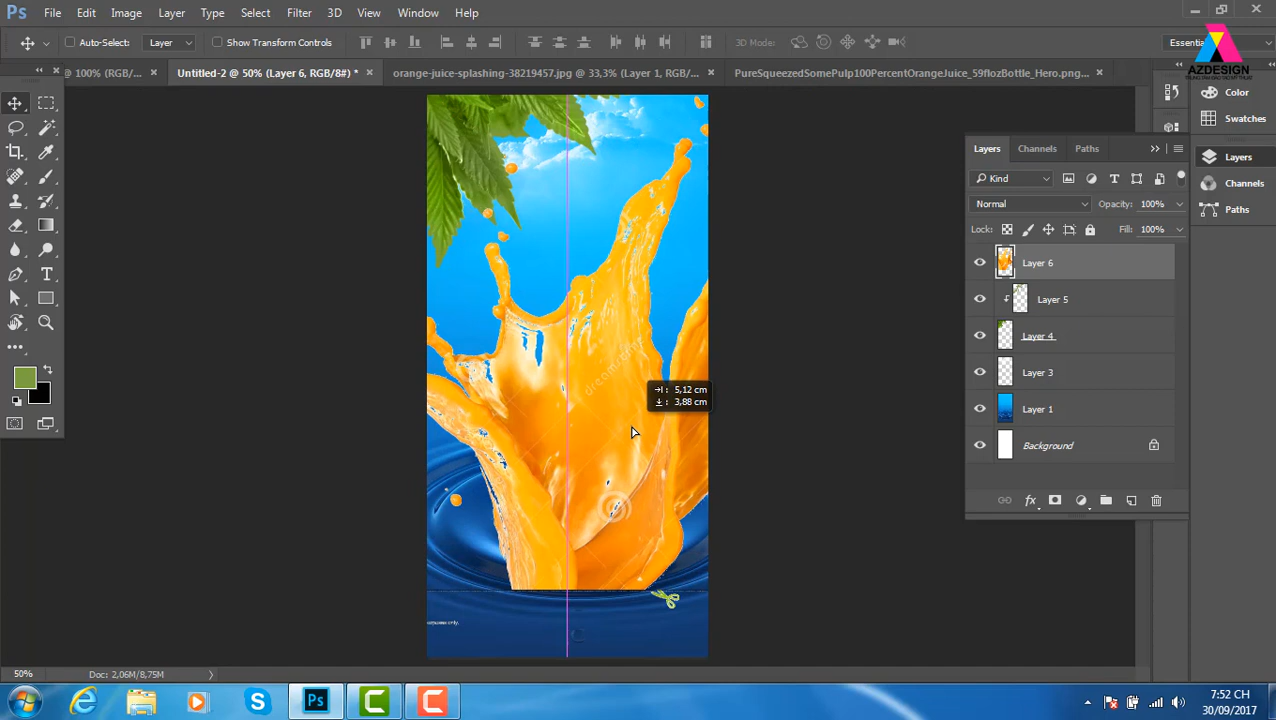 Ps File Edit Image Layer Type Select Filter 3D View Window Help
Auto-Select: Layer Show Transform Controls 3D Mode: Essentia
AZDESIGN
@ 100% (RGB/... × Untitled-2 @ 50% (Layer 6, RGB/8#) * × orange-juice-splashing-38219457.jpg @ 33,3% (Layer 1, RGB/... × PureSqueezedSomePulp100PercentOrangeJuice_59flozBottle_Hero.png... ×
Color
Swatches
Layers
Channels
Paths
Layers Channels Paths
Kind
Normal Opacity: 100%
Lock: Fill: 100%
Layer 6
Layer 5
Layer 4
Layer 3
Layer 1
Background
fx
5,12 cm
3,88 cm
50% Doc: 2,06M/8,75M
7:52 CH
30/09/2017